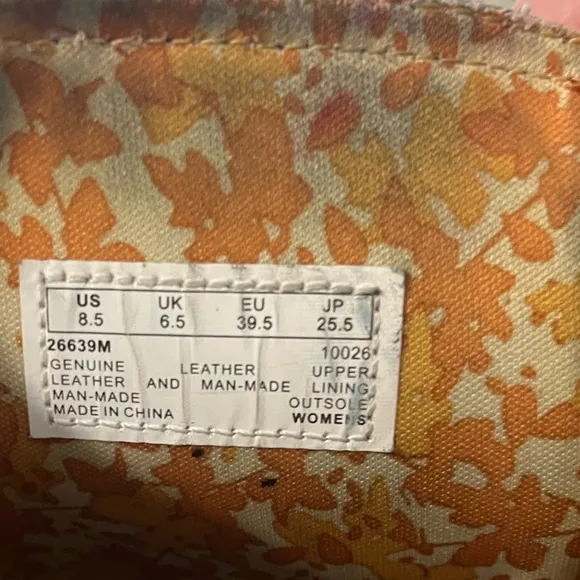 US UK EU JP
8.5 6.5 39.5 25.5
26639M 10026
GENUINE LEATHER UPPER
LEATHER AND MAN-MADE LINING
MAN-MADE OUTSOLE
MADE IN CHINA WOMENS